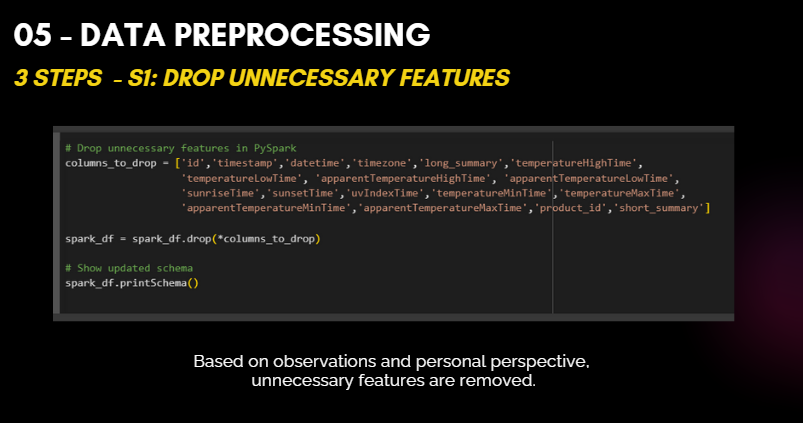 05 - DATA PREPROCESSING
3 STEPS - S1: DROP UNNECESSARY FEATURES
# Drop unnecessary features in PySpark
columns_to_drop = ['id','timestamp','datetime','timezone','long_summary','temperatureHighTime',
'temperatureLowTime', 'apparentTemperatureHighTime', 'apparentTemperatureLowTime',
'sunriseTime','sunsetTime','uvIndexTime','temperatureMinTime','temperatureMaxTime',
'apparentTemperatureMinTime','apparentTemperatureMaxTime','product_id','short_summary']
spark_df = spark_df.drop(*columns_to_drop)
# Show updated schema
spark_df.printSchema()
Based on observations and personal perspective,
unnecessary features are removed.